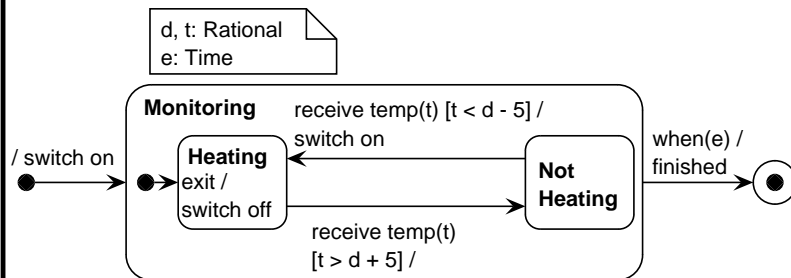 d, t: Rational
e: Time
Monitoring
receive temp(t) [t < d - 5] /
switch on
/ switch on
Heating
exit /
switch off
Not
Heating
when(e) /
finished
receive temp(t)
[t > d + 5] /